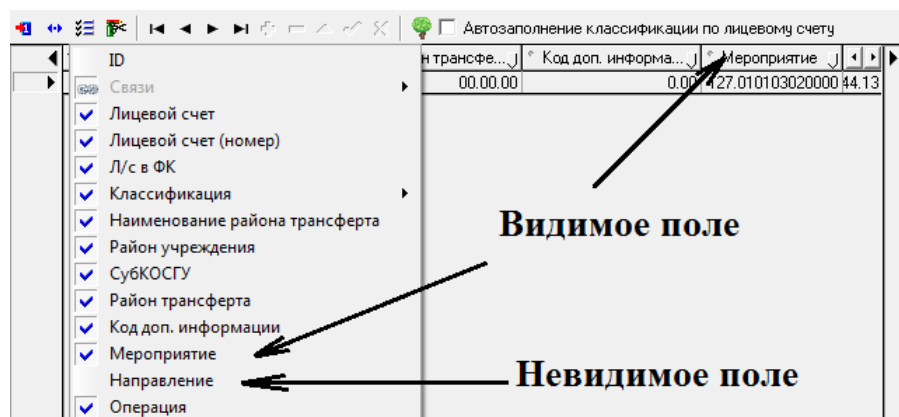 Автозаполнение классификации по лицевому счету
н трансфе... Код доп. информа... Мероприятие
00.00.00 0.00 127.0101103020000 44.13
ID
Связи
Лицевой счет
Лицевой счет (номер)
Л/с в ФК
Классификация
Наименование района трансферта
Район учреждения
СубКОСГУ
Район трансферта
Код доп. информации
Мероприятие
Направление
Операция
Видимое поле
Невидимое поле